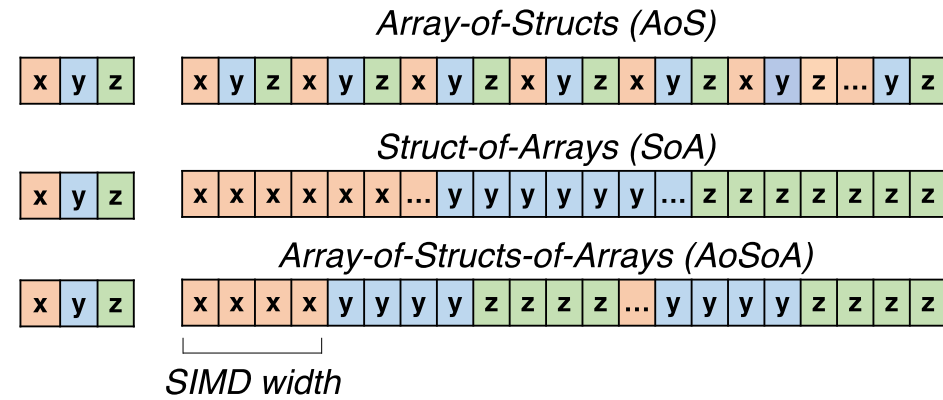 Array-of-Structs (AoS)
x y z x y z x y z x y z x y z x y z x y z ... y z
Struct-of-Arrays (SoA)
x y z x x x x x x ... y y y y y y ... z z z z z z z
Array-of-Structs-of-Arrays (AoSoA)
x y z x x x x y y y y z z z z ... y y y y z z z z
SIMD width